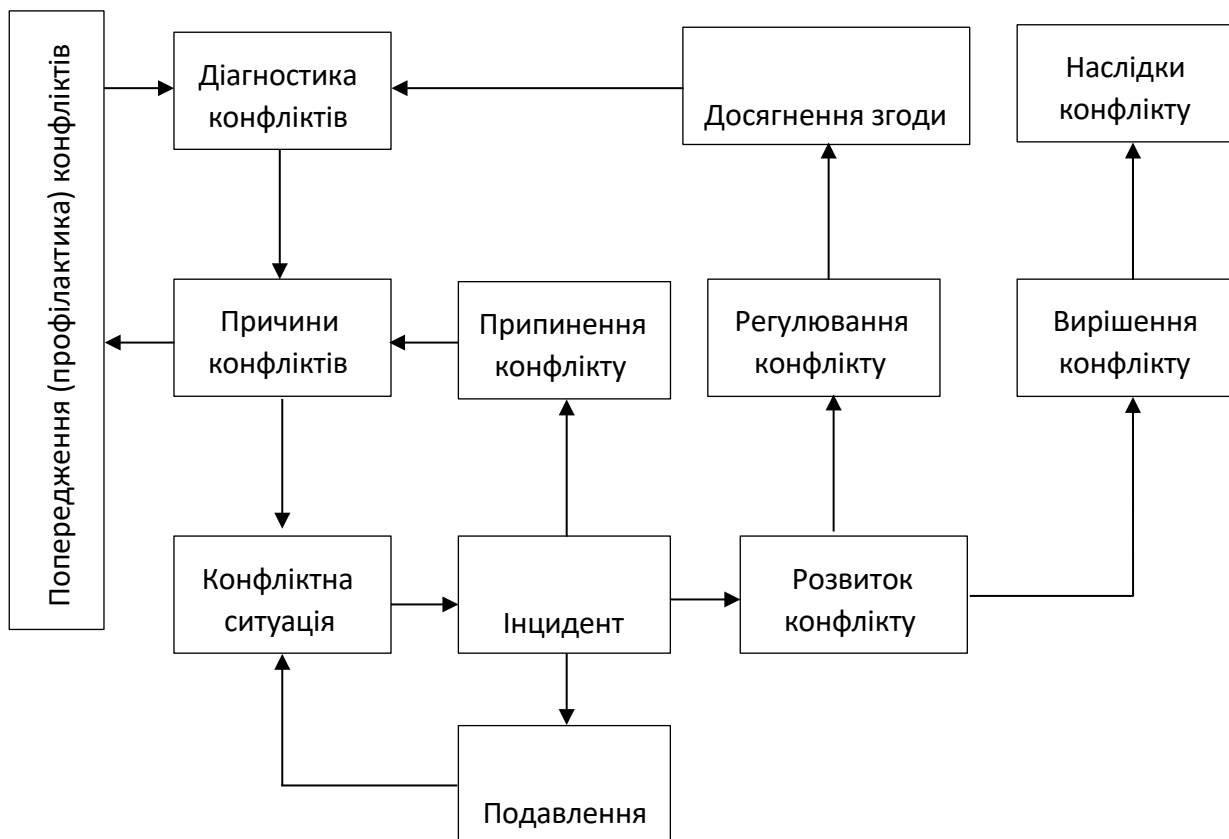 Попередження (профілактика) конфліктів
Діагностика
конфліктів
Досягнення згоди
Наслідки
конфлікту
Причини
конфліктів
Припинення
конфлікту
Регулювання
конфлікту
Вирішення
конфлікту
Конфліктна
ситуація
Інцидент
Розвиток
конфлікту
Подавлення